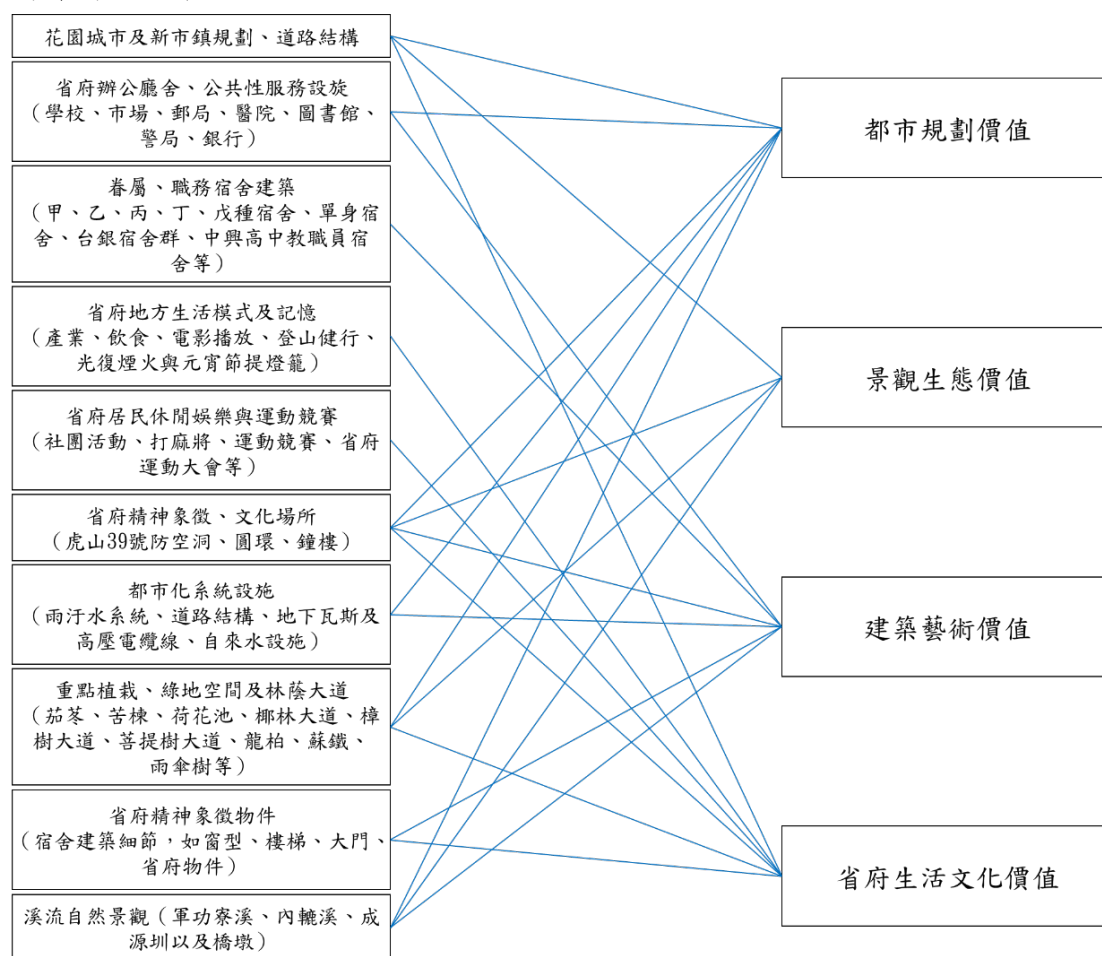 花園城市及新市鎮規劃、道路結構
省府辦公廳舍、公共性服務設施
（學校、市場、郵局、醫院、圖書館、
警局、銀行）
眷屬、職務宿舍建築
（甲、乙、丙、丁、戊種宿舍、單身宿
舍、台銀宿舍群、中興高中教職員宿
舍等）
省府地方生活模式及記憶
（產業、飲食、電影播放、登山健行、
光復煙火與元宵節提燈籠）
省府居民休閒娛樂與運動競賽
（社團活動、打麻將、運動競賽、省府
運動大會等）
省府精神象徵、文化場所
（虎山39號防空洞、圓環、鐘樓）
都市化系統設施
（雨汙水系統、道路結構、地下瓦斯及
高壓電纜線、自來水設施）
重點植栽、綠地空間及林蔭大道
（茄苳、苦楝、荷花池、椰林大道、樟
樹大道、菩提樹大道、龍柏、蘇鐵、
雨傘樹等）
省府精神象徵物件
（宿舍建築細節，如窗型、樓梯、大門、
省府物件）
溪流自然景觀（軍功寮溪、內轆溪、成
源圳以及橋墩）
都市規劃價值
景觀生態價值
建築藝術價值
省府生活文化價值